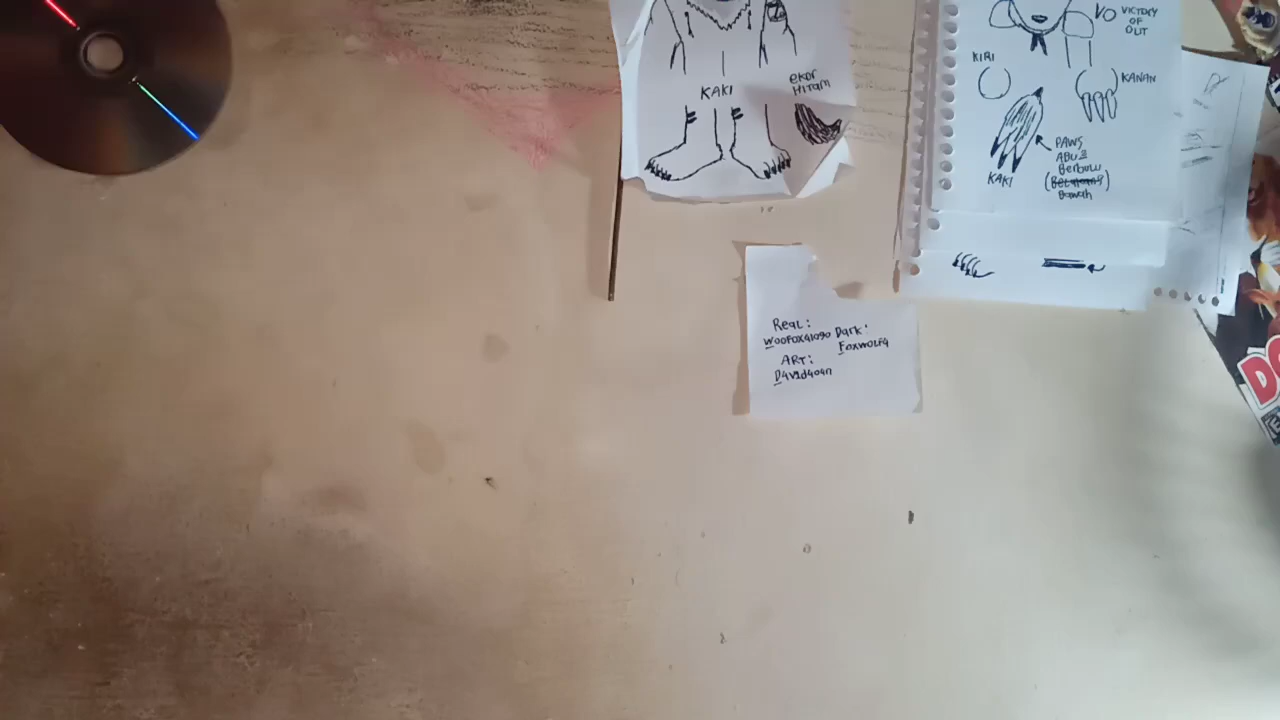 KAKI
EKOR
HITAM
VO
VICTORY
OF
OUT
KIRI
KANAN
PAWS
ABU2
BerBulu
Bawah
KAKI
Real:
WOOFOX41090
Dark:
FOXWOLF9
ART:
D4V1d404n